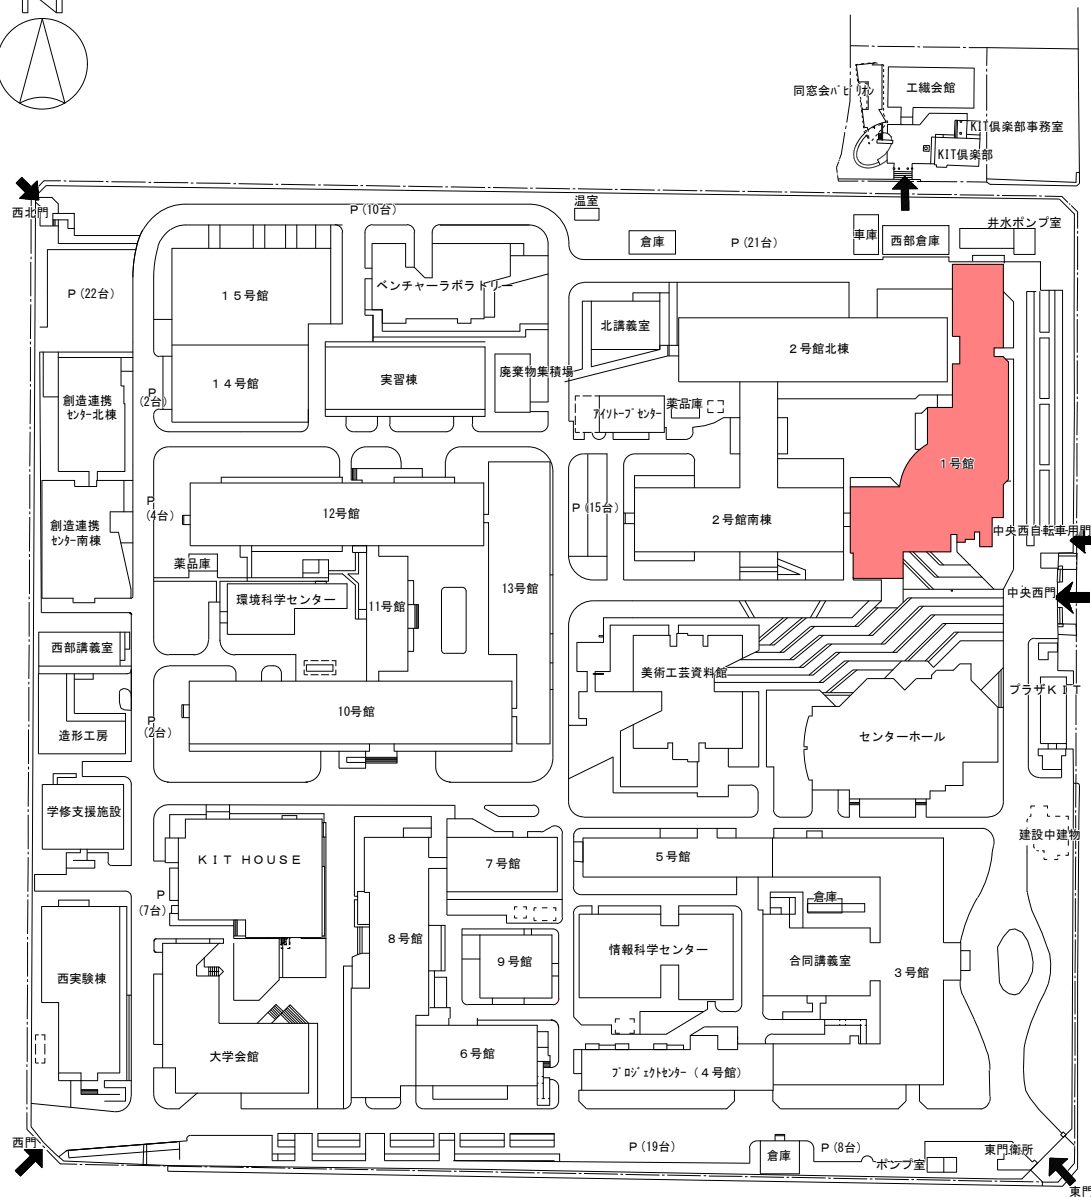 N
同窓会パビリオン
工繊会館
KIT倶楽部事務室
KIT倶楽部
西北門
P (10台)
温室
倉庫
P (21台)
車庫
西部倉庫
井水ポンプ室
P (22台)
15号館
ベンチャーラボラトリー
北講義室
2号館北棟
14号館
実習棟
廃棄物集積場
P
(2台)
創造連携
センター北棟
アイソトープセンター
薬品庫
1号館
P
(4台)
12号館
P (15台)
2号館南棟
創造連携
センター南棟
中央西自転車用門
薬品庫
13号館
環境科学センター
11号館
中央西門
西部講義室
美術工芸資料館
プラザKIT
10号館
P
(2台)
造形工房
センターホール
学修支援施設
建設中建物
KIT HOUSE
7号館
5号館
P
(7台)
倉庫
8号館
情報科学センター
合同講義室
9号館
3号館
西実験棟
大学会館
6号館
プロジェクトセンター (4号館)
西門
P (19台)
倉庫
P (8台)
ポンプ室
東門衛所
東門